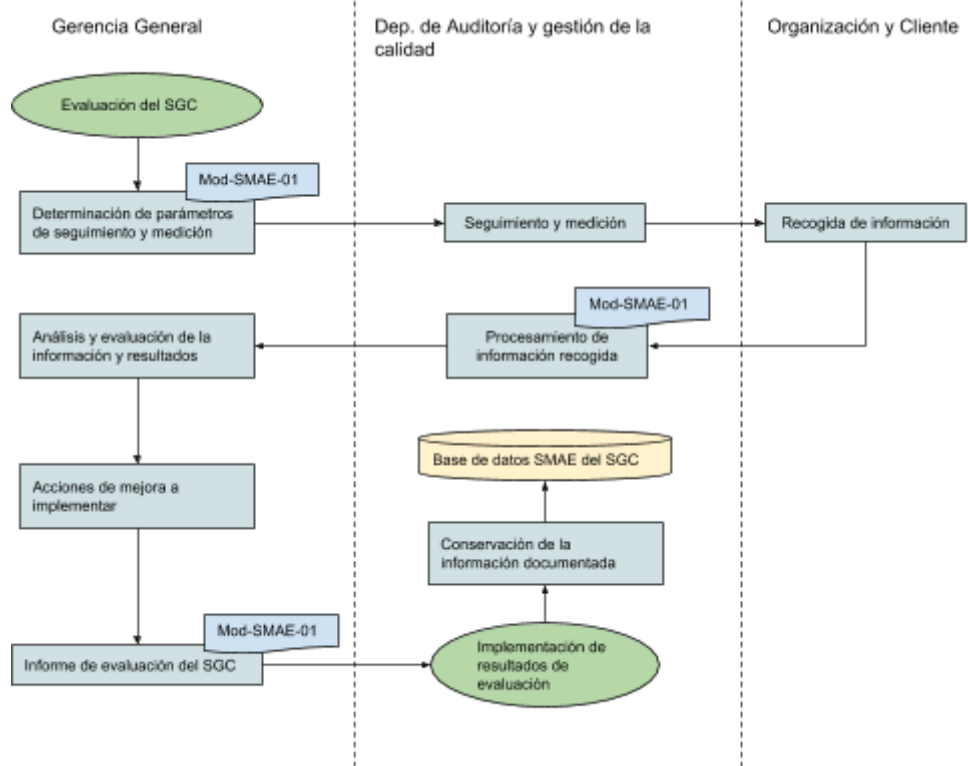 Gerencia General
Dep. de Auditoría y gestión de la
calidad
Organización y Cliente
Evaluación del SGC
Mod-SMAE-01
Determinación de parámetros
de seguimiento y medición
Seguimiento y medición
Recogida de información
Mod-SMAE-01
Procesamiento de
información recogida
Análisis y evaluación de la
información y resultados
Base de datos SMAE del SGC
Acciones de mejora a
implementar
Conservación de la
información documentada
Mod-SMAE-01
Informe de evaluación del SGC
Implementación de
resultados de
evaluación